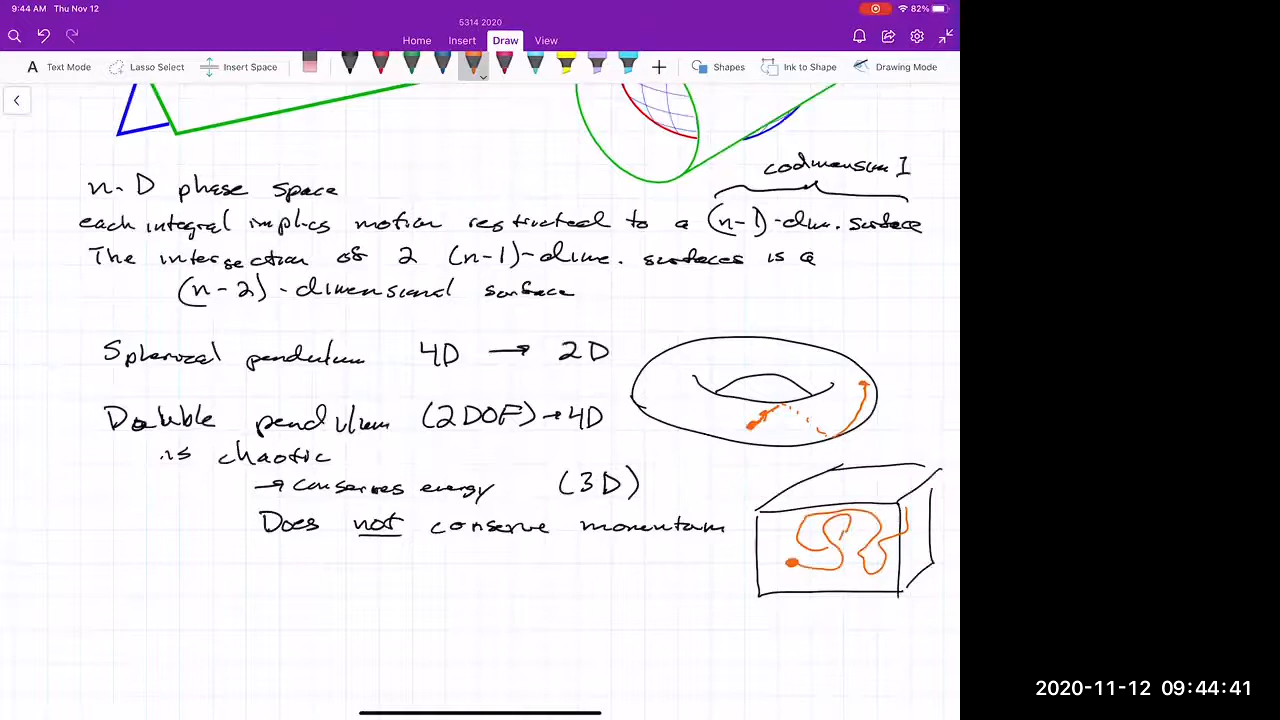 9:44 AM Thu Nov 12
82%
5314 2020
Home Insert Draw View
A Text Mode Lasso Select Insert Space Shapes Ink to Shape Drawing Mode
codimension 1
n-D phase space
each integral implies motion restricted to a (n-1)-dim. surface
The intersection of 2 (n-1)-dime. surfaces is a
(n-2)-dimensional surface
Spherical pendulum 4D → 2D
Double pendulum (2DOF) → 4D
is chaotic
→ conserves energy (3D)
Does not conserve momentum
2020-11-12 09:44:41